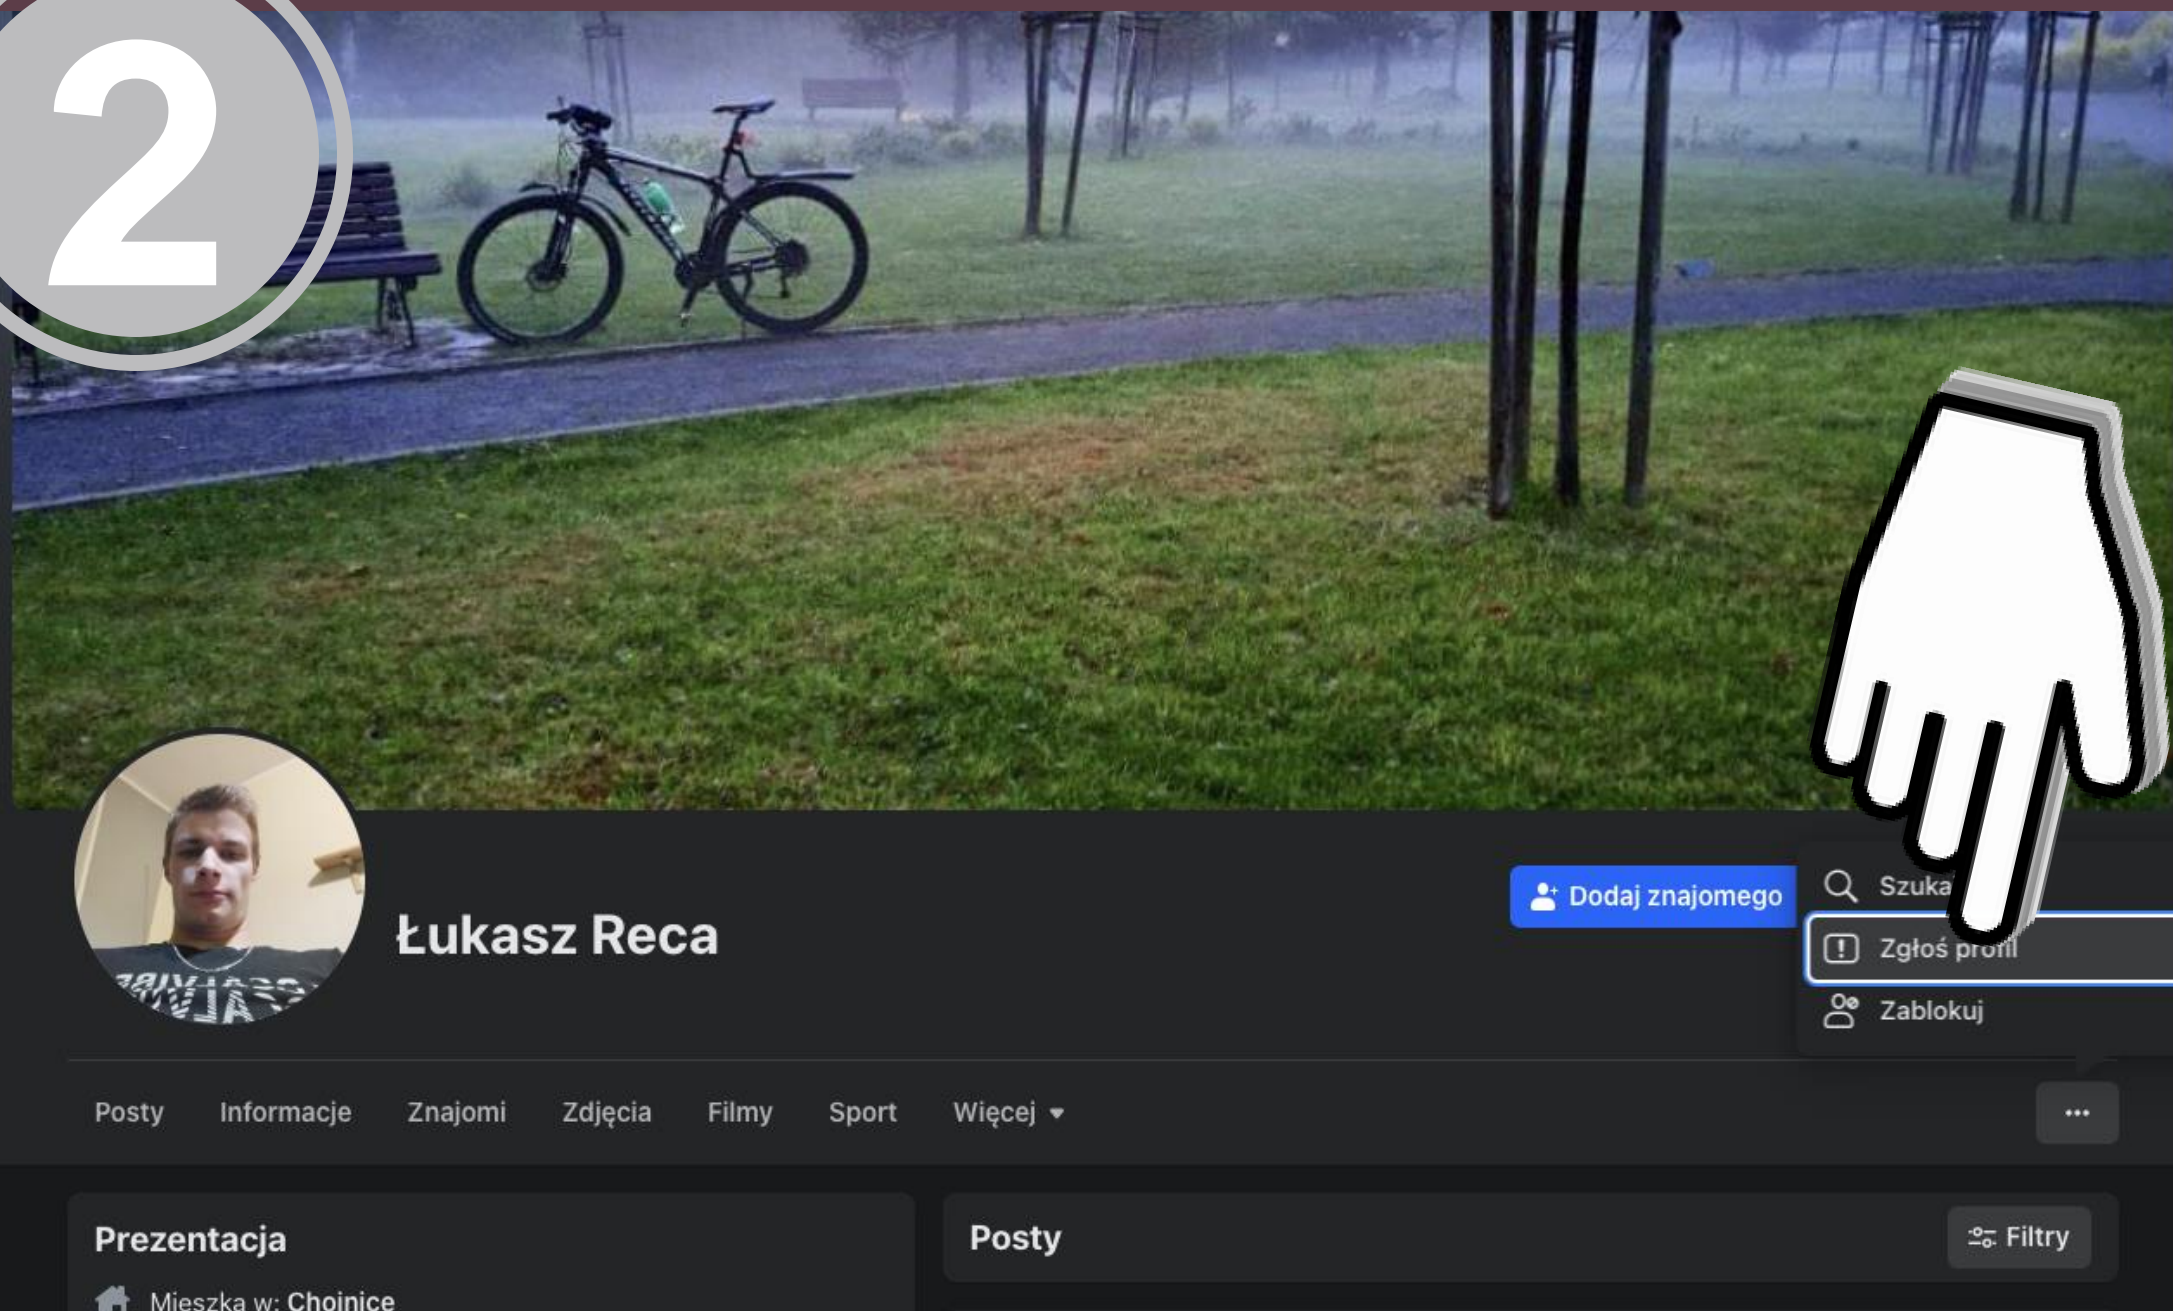 2
Łukasz Reca
Dodaj znajomego
Szuka
Zgłoś profil
Zablokuj
Posty
Informacje
Znajomi
Zdjęcia
Filmy
Sport
Więcej
Prezentacja
Mieszka w: Chojnice
Posty
Filtry